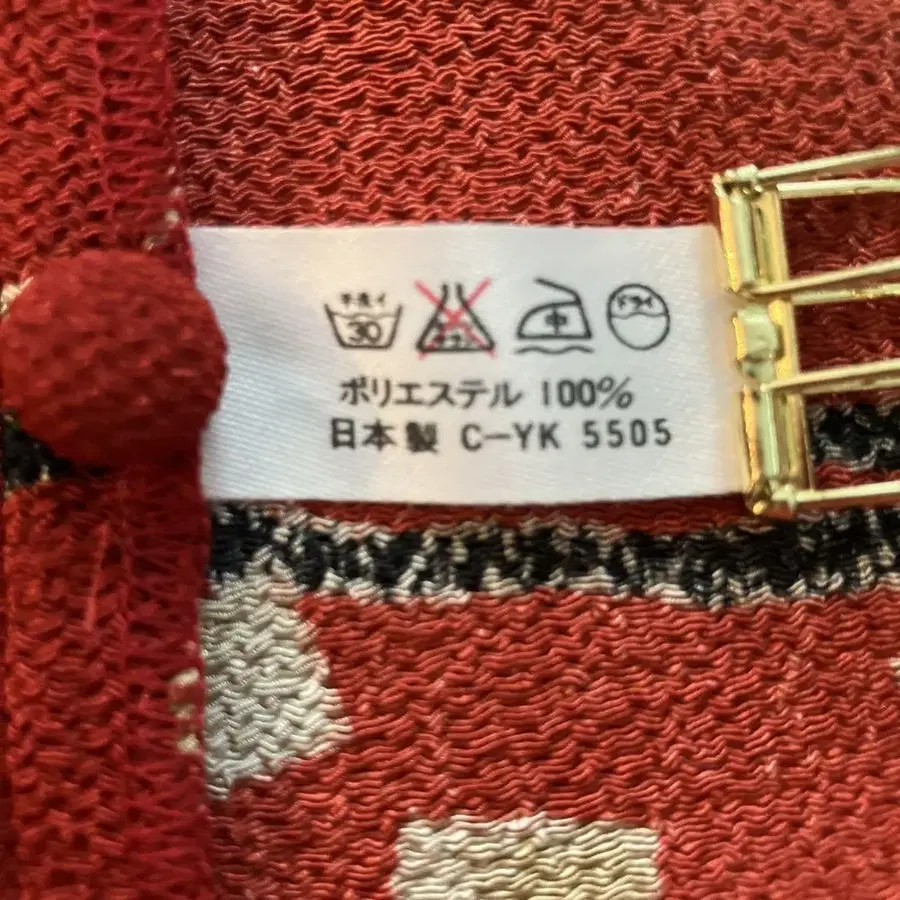 手洗イ 30 中 ドライ
ポリエステル 100%
日本製 C-YK 5505